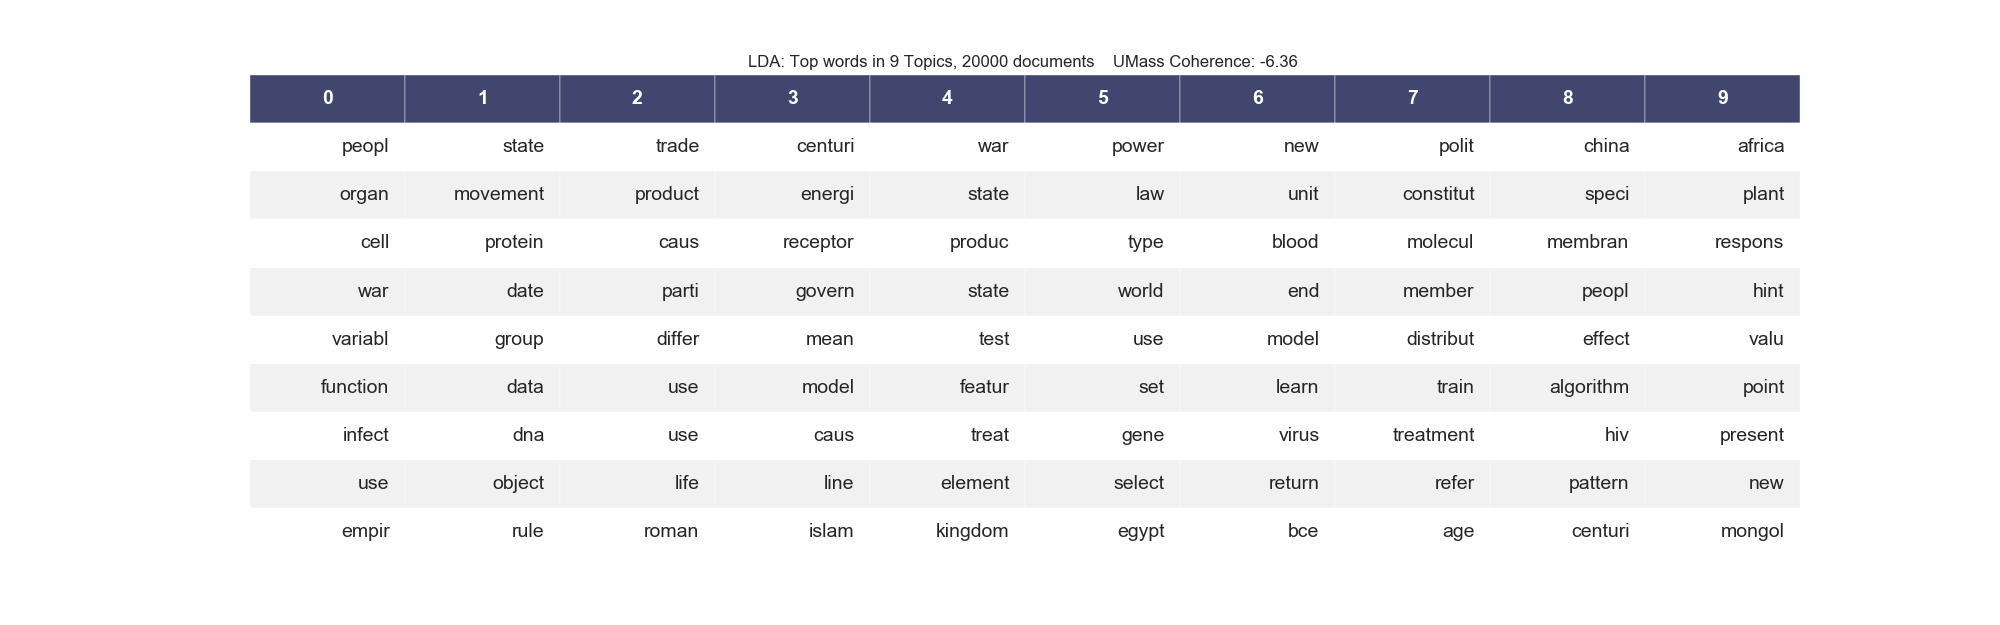 LDA: Top words in 9 Topics, 20000 documents    UMass Coherence: -6.36
0 1 2 3 4 5 6 7 8 9
peopl state trade centuri war power new polit china africa
organ movement product energi state law unit constitut speci plant
cell protein caus receptor produc type blood molecul membran respons
war date parti govern state world end member peopl hint
variabl group differ mean test use model distribut effect valu
function data use model featur set learn train algorithm point
infect dna use caus treat gene virus treatment hiv present
use object life line element select return refer pattern new
empir rule roman islam kingdom egypt bce age centuri mongol